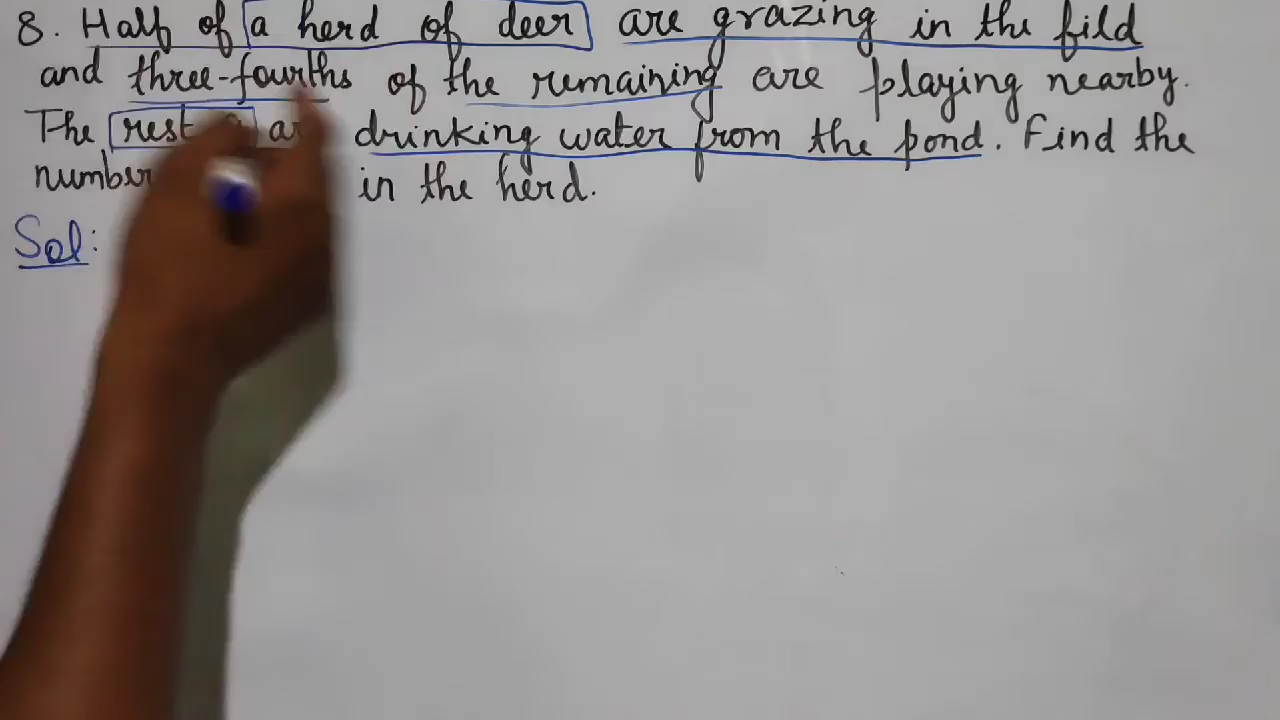 8. Half of a herd of deer are grazing in the fild
and three-fourths of the remaining are playing nearby.
The rest 9 drinking water from the pond. Find the
number in the herd.
Sol: